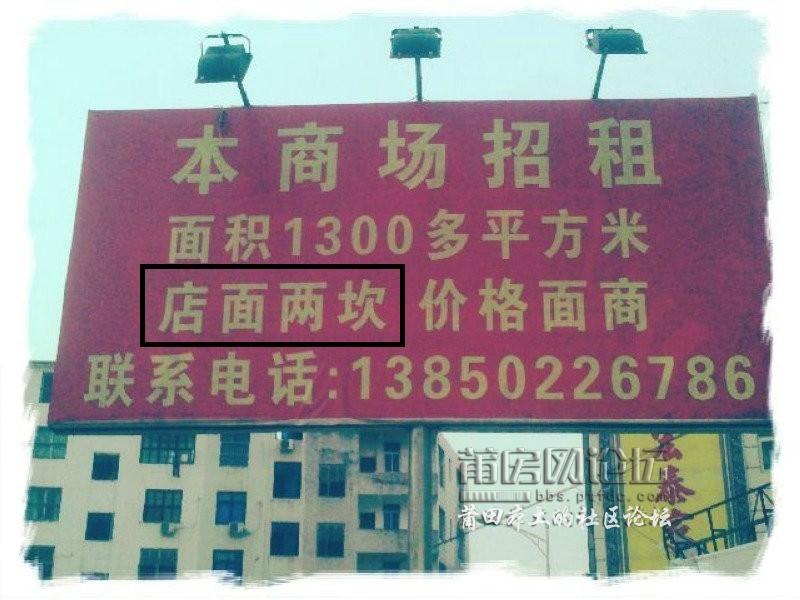 本商场招租
面积1300多平方米
店面两坎 价格面商
联系电话:13850226786
莆房网论坛
莆田本土的社区论坛